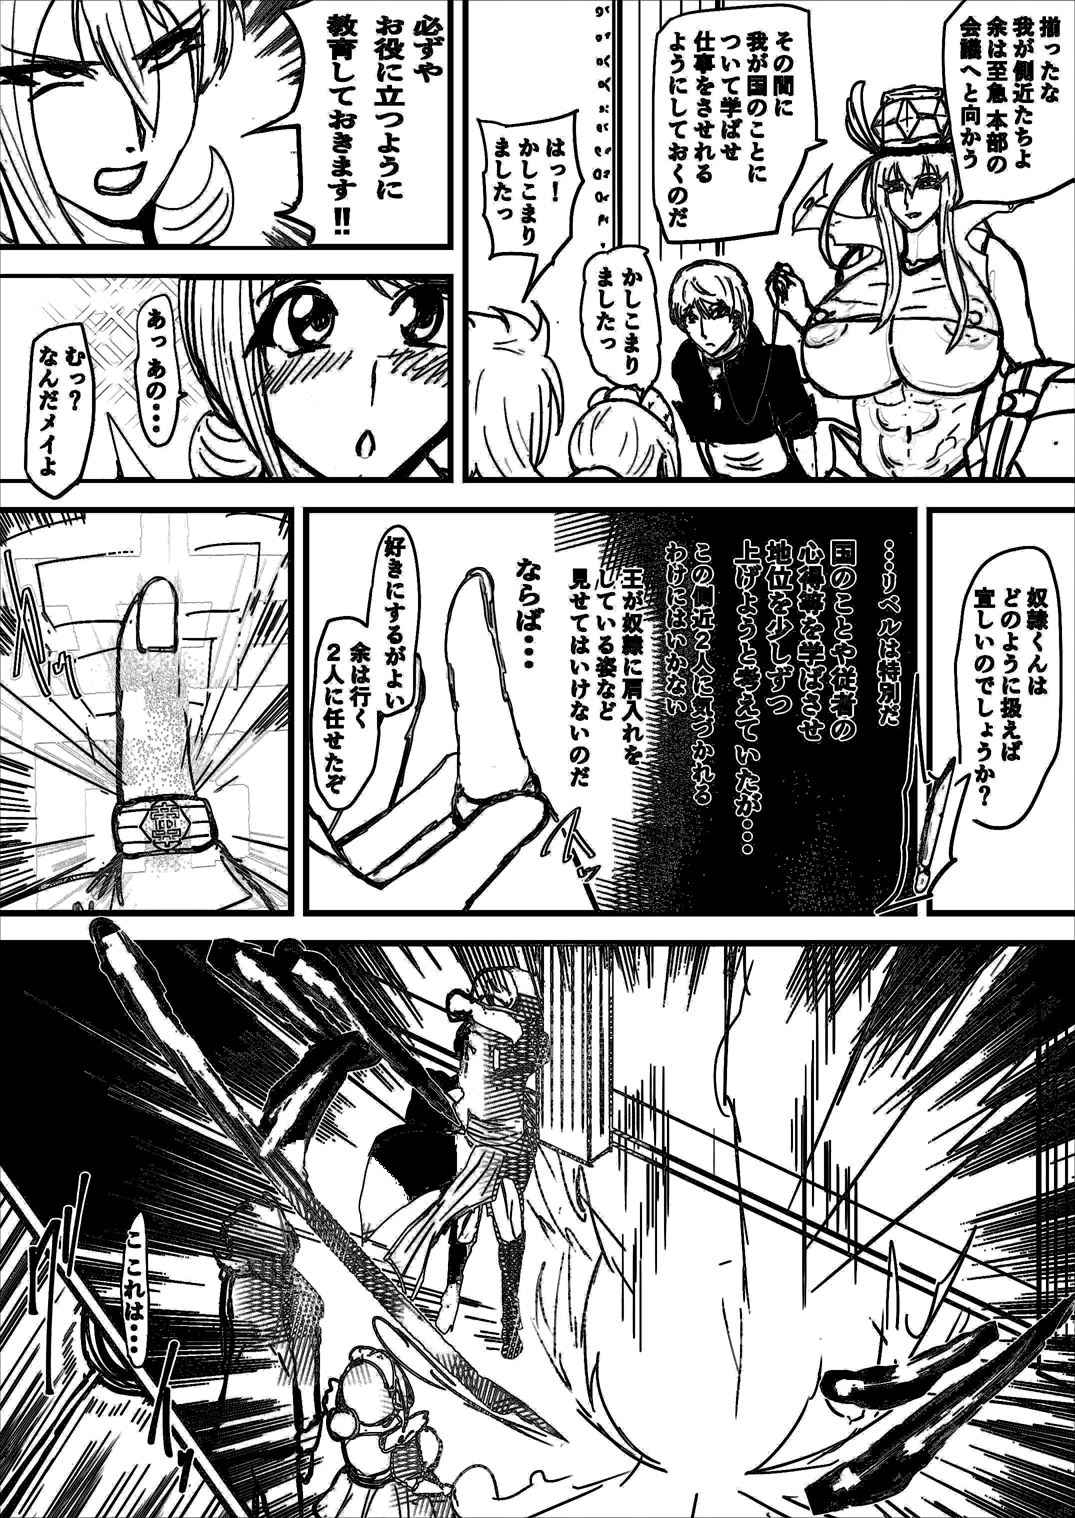 揃ったな
我が側近たちよ
余は至急 本部の
会議へと向かう
その間に
我が国のことに
ついて学ばせ
仕事をさせれる
ようにしておくのだ
はっ！
かしこまり
ましたっ
かしこまり
ましたっ
必ずや
お役に立つように
教育しておきます!!
あっ あの・・・
むっ？
なんだメイよ
奴隷くんは
どのように扱えば
宜しいのでしょうか？
・・・リベルは特別だ
国のことや従者の
心得等を学ばさせ
地位を少しずつ
上げようと考えていたが・・・
この側近２人に気づかれる
わけにはいかない
王が奴隷に肩入れを
している姿など
見せてはいけないのだ
ならば・・・
好きにするがよい
余は行く
２人に任せたぞ
こ これは・・・